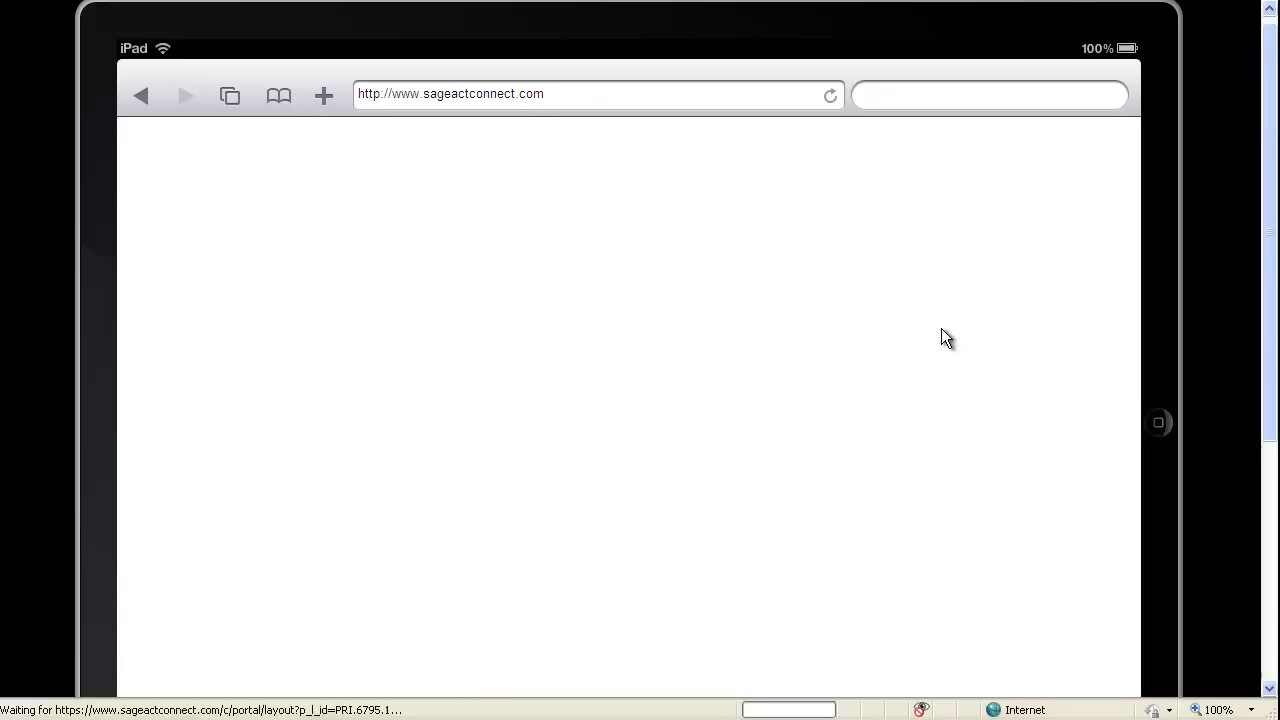 iPad
100%
http://www.sageactconnect.com
Waiting for https://www.sageactconnect.com/c/portal/layout?p_l_id=PRI.6795.1...
Internet
100%